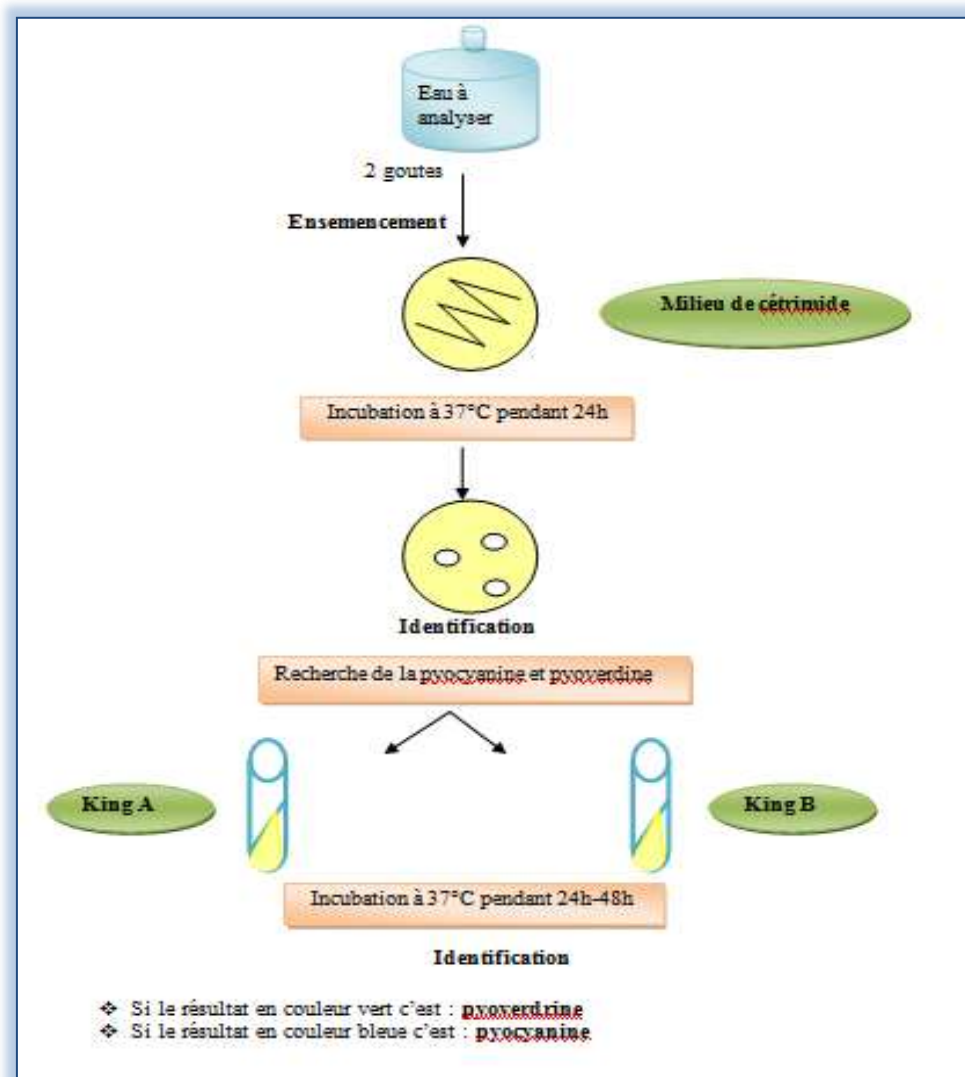 Eau à
analyser
2 goutes
Ensemencement
Milieu de cétrimide
Incubation à 37°C pendant 24h
Identification
Recherche de la pyocyanine et pyoverdine
King A
King B
Incubation à 37°C pendant 24h-48h
Identification
❖ Si le résultat en couleur vert c’est : pyoverdrine
❖ Si le résultat en couleur bleue c’est : pyocyanine